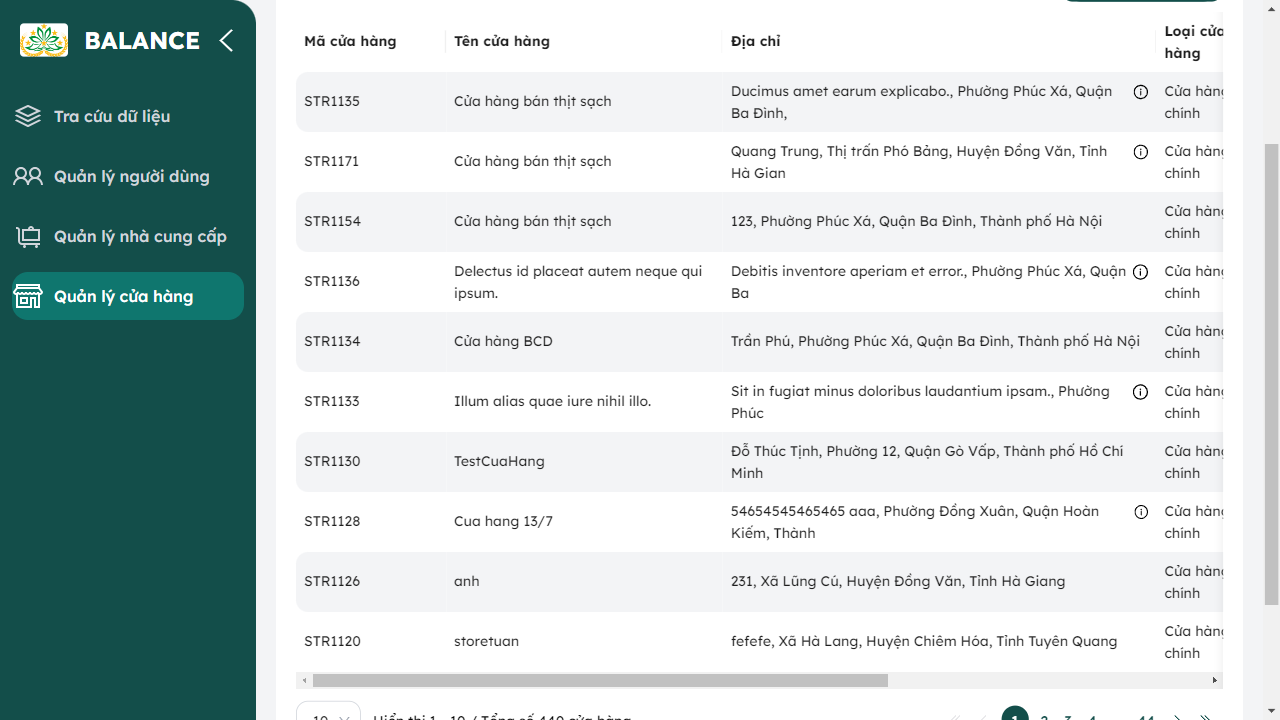 BALANCE
Tra cứu dữ liệu
Quản lý người dùng
Quản lý nhà cung cấp
Quản lý cửa hàng
Mã cửa hàng
Tên cửa hàng
Địa chỉ
Loại cửa
hàng
STR1135
Cửa hàng bán thịt sạch
Ducimus amet earum explicabo., Phường Phúc Xá, Quận
Ba Đình,
Cửa hàng
chính
STR1171
Cửa hàng bán thịt sạch
Quang Trung, Thị trấn Phó Bảng, Huyện Đồng Văn, Tỉnh
Hà Gian
Cửa hàng
chính
STR1154
Cửa hàng bán thịt sạch
123, Phường Phúc Xá, Quận Ba Đình, Thành phố Hà Nội
Cửa hàng
chính
STR1136
Delectus id placeat autem neque qui
ipsum.
Debitis inventore aperiam et error., Phường Phúc Xá, Quận
Ba
Cửa hàng
chính
STR1134
Cửa hàng BCD
Trần Phú, Phường Phúc Xá, Quận Ba Đình, Thành phố Hà Nội
Cửa hàng
chính
STR1133
Illum alias quae iure nihil illo.
Sit in fugiat minus doloribus laudantium ipsam., Phường
Phúc
Cửa hàng
chính
STR1130
TestCuaHang
Đỗ Thúc Tịnh, Phường 12, Quận Gò Vấp, Thành phố Hồ Chí
Minh
Cửa hàng
chính
STR1128
Cua hang 13/7
54654545465465 aaa, Phường Đồng Xuân, Quận Hoàn
Kiếm, Thành
Cửa hàng
chính
STR1126
anh
231, Xã Lũng Cú, Huyện Đồng Văn, Tỉnh Hà Giang
Cửa hàng
chính
STR1120
storetuan
fefefe, Xã Hà Lang, Huyện Chiêm Hóa, Tỉnh Tuyên Quang
Cửa hàng
chính
10
Hiển thị 1 - 10 / Tổng số 440 cửa hàng
1 2 3 4 44